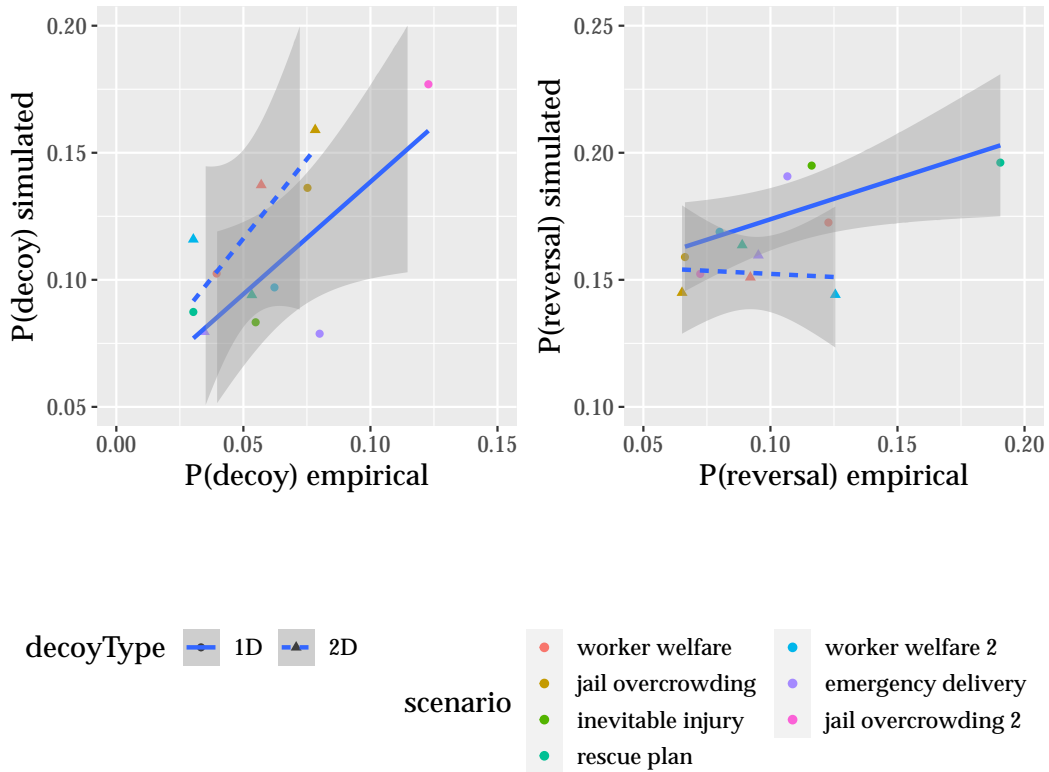 0.20
0.15
0.10
0.05
P(decoy) simulated
0.00
0.05
0.10
0.15
P(decoy) empirical
0.25
0.20
0.15
0.10
P(reversal) simulated
0.05
0.10
0.15
0.20
P(reversal) empirical
decoyType
1D
2D
scenario
worker welfare
jail overcrowding
inevitable injury
rescue plan
worker welfare 2
emergency delivery
jail overcrowding 2